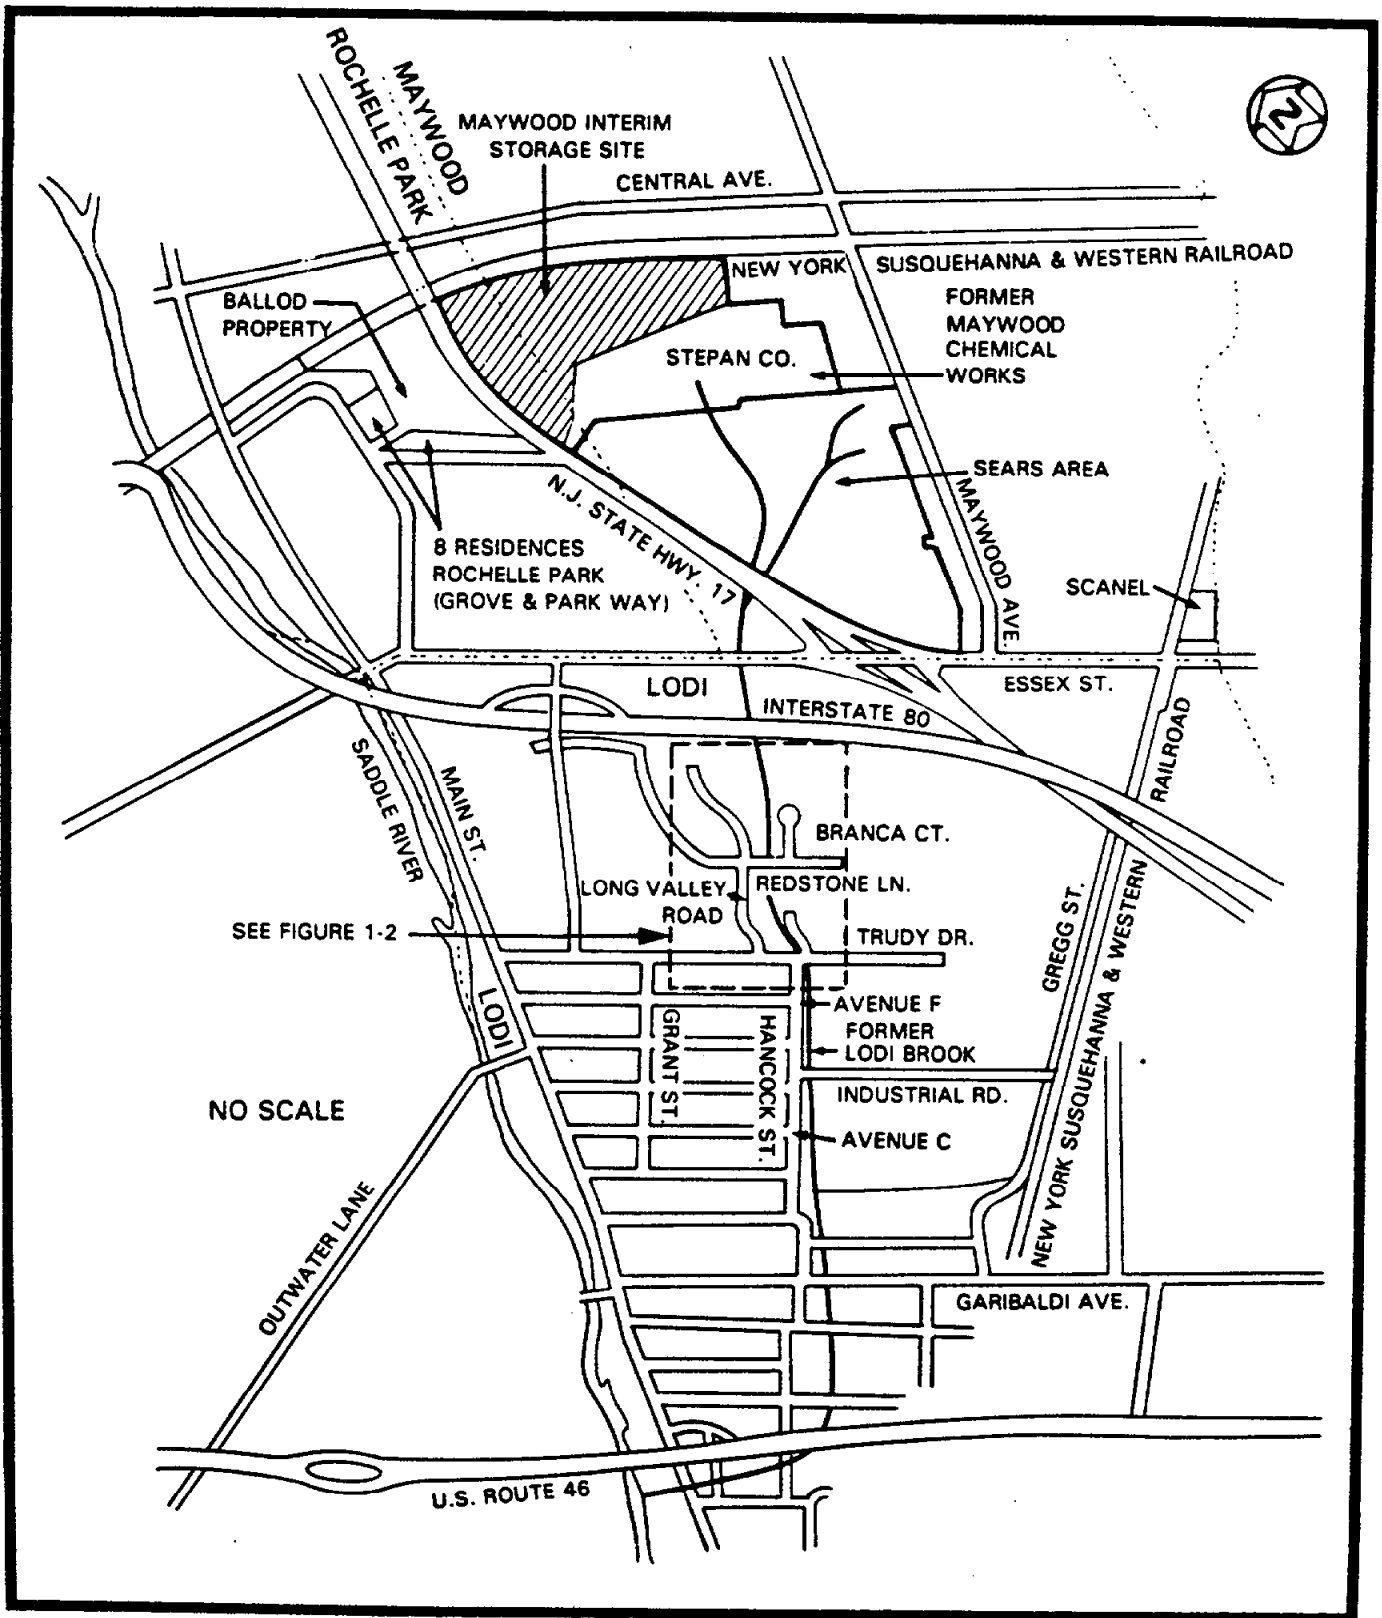 MAYWOOD
ROCHELLE PARK
MAYWOOD INTERIM
STORAGE SITE
N
CENTRAL AVE.
NEW YORK SUSQUEHANNA & WESTERN RAILROAD
BALLOD
PROPERTY
FORMER
MAYWOOD
CHEMICAL
WORKS
STEPAN CO.
SEARS AREA
N.J. STATE HWY. 17
MAYWOOD AVE
8 RESIDENCES
ROCHELLE PARK
(GROVE & PARK WAY)
SCANEL
LODI
ESSEX ST.
INTERSTATE 80
SADDLE RIVER
MAIN ST.
BRANCA CT.
LONG VALLEY
ROAD
REDSTONE LN.
SEE FIGURE 1-2
TRUDY DR.
LODI
AVENUE F
FORMER
LODI BROOK
GRANT ST.
HANCOCK ST.
INDUSTRIAL RD.
AVENUE C
GREGG ST.
NEW YORK SUSQUEHANNA & WESTERN RAILROAD
NO SCALE
OUTWATER LANE
GARIBALDI AVE.
U.S. ROUTE 46